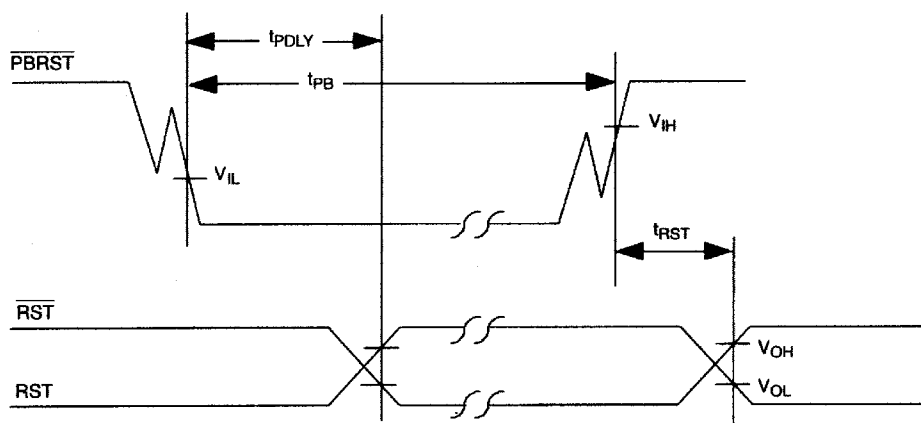 tPDLY
PBRST
tPB
VIH
VIL
tRST
RST
VOH
RST
VOL